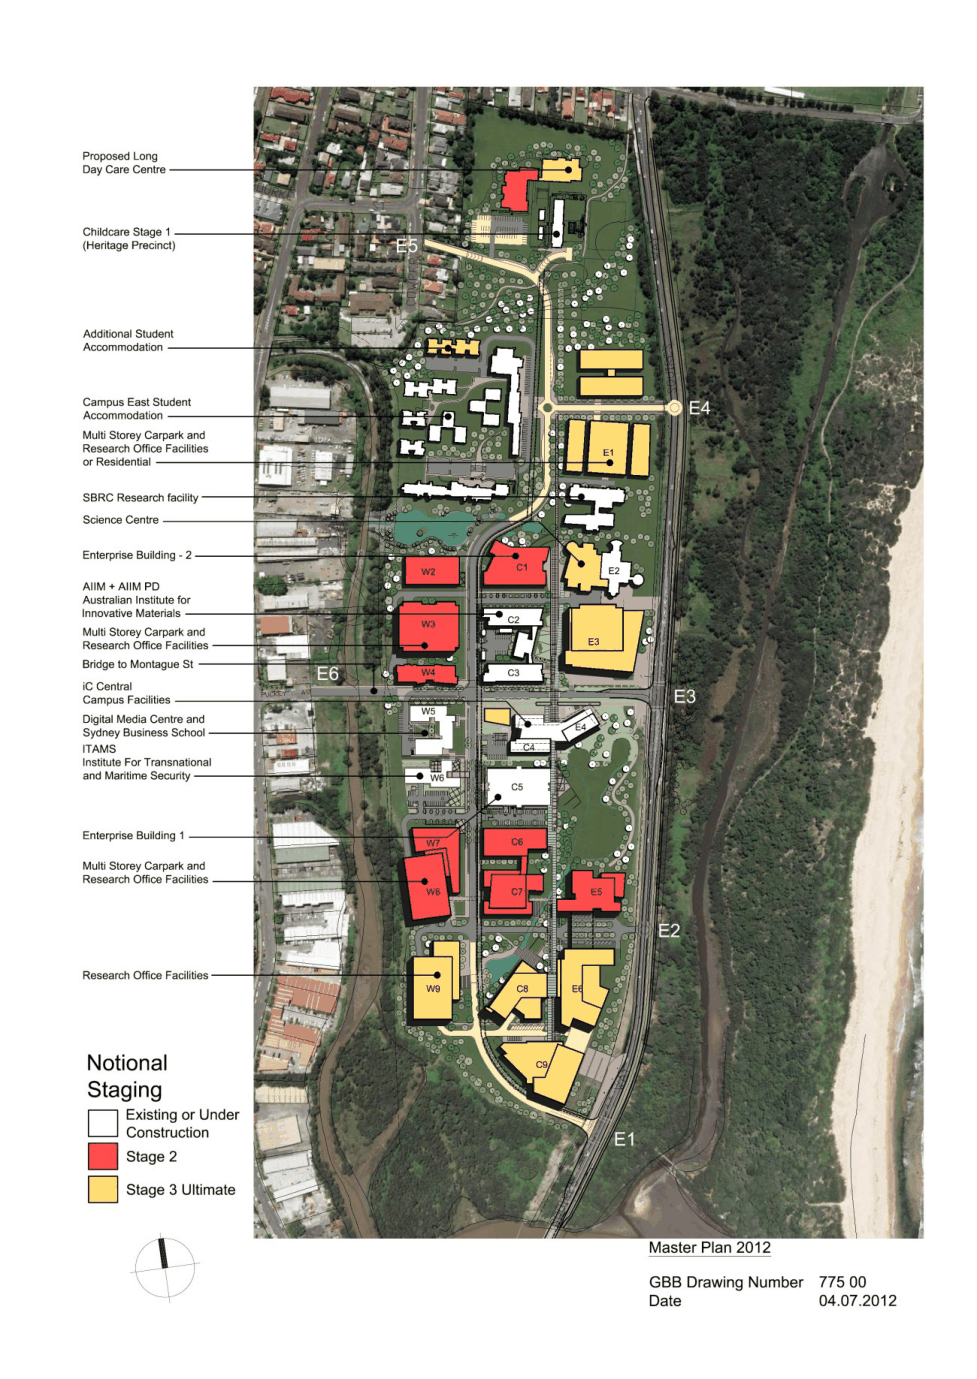 Proposed Long
Day Care Centre
Childcare Stage 1
(Heritage Precinct)
E5
Additional Student
Accommodation
Campus East Student
Accommodation
E4
Multi Storey Carpark and
Research Office Facilities
or Residential
E1
SBRC Research facility
Science Centre
Enterprise Building - 2
W2
C1
E2
AIIM + AIIM PD
Australian Institute for
Innovative Materials
C2
W3
Multi Storey Carpark and
Research Office Facilities
E3
Bridge to Montague St
E6
W4
C3
iC Central
Campus Facilities
E3
W5
Digital Media Centre and
Sydney Business School
E4
C4
ITAMS
Institute For Transnational
and Maritime Security
W6
C5
Enterprise Building 1
W7
C6
Multi Storey Carpark and
Research Office Facilities
W8
C7
E5
E2
Research Office Facilities
W9
C8
E6
C9
E1
Notional
Staging
Existing or Under
Construction
Stage 2
Stage 3 Ultimate
Master Plan 2012
GBB Drawing Number 775 00
Date 04.07.2012